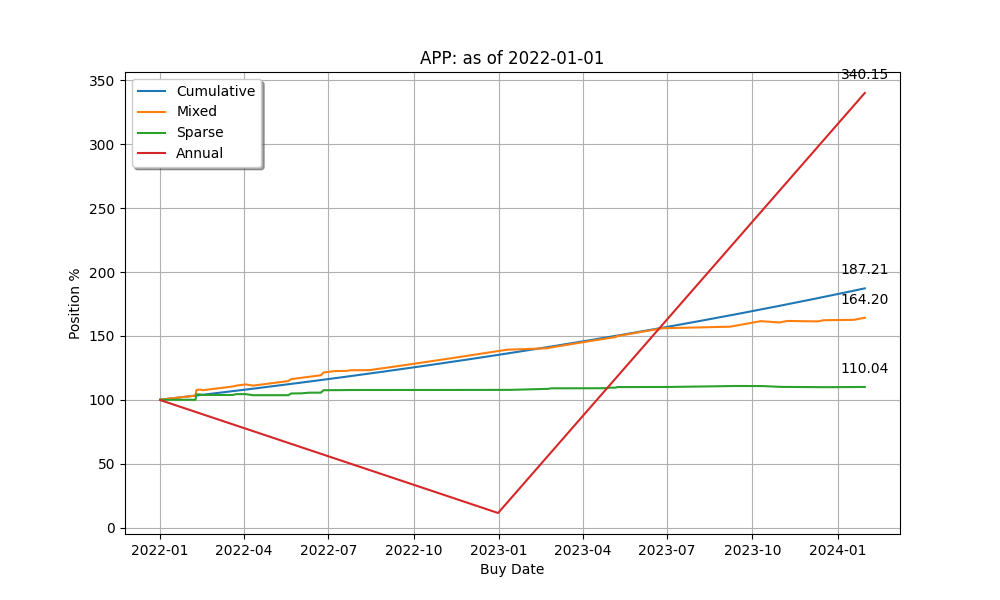 APP: as of 2022-01-01
340.15
350
300
250
200
150
100
50
0
Position %
Cumulative
Mixed
Sparse
Annual
187.21
164.20
110.04
2022-01 2022-04 2022-07 2022-10 2023-01 2023-04 2023-07 2023-10 2024-01
Buy Date